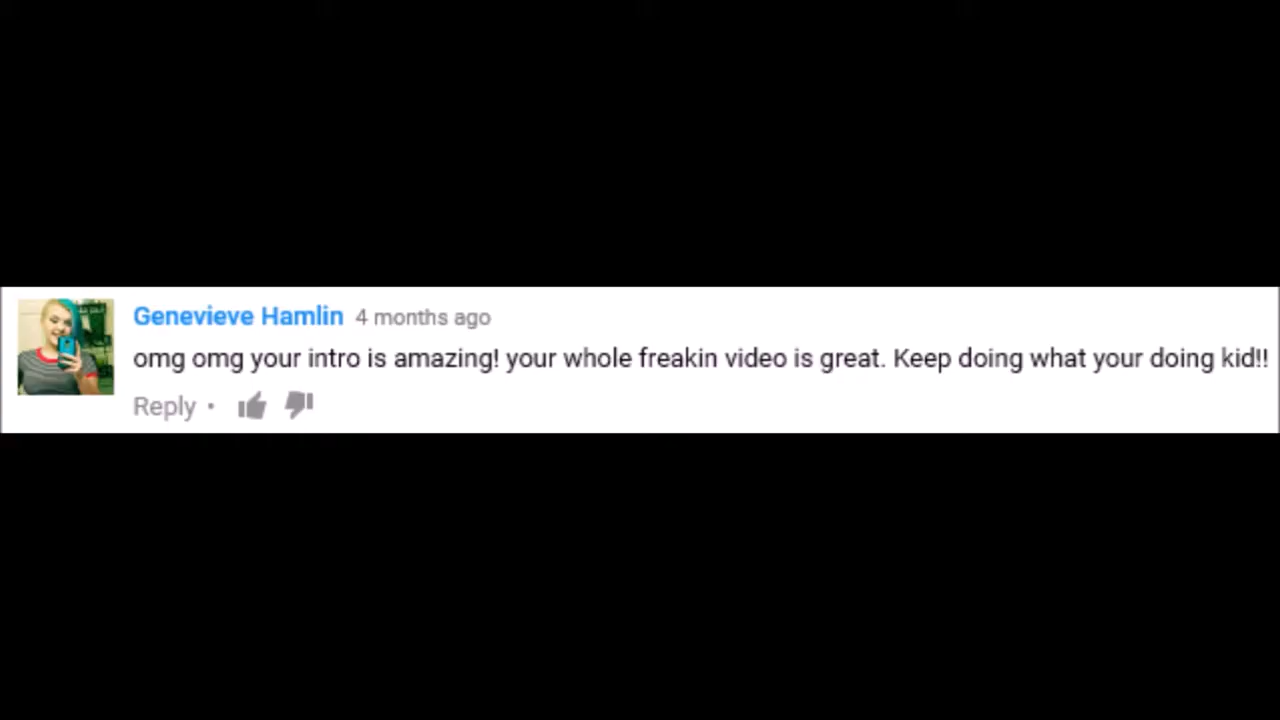 Genevieve Hamlin 4 months ago
omg omg your intro is amazing! your whole freakin video is great. Keep doing what your doing kid!!
Reply •